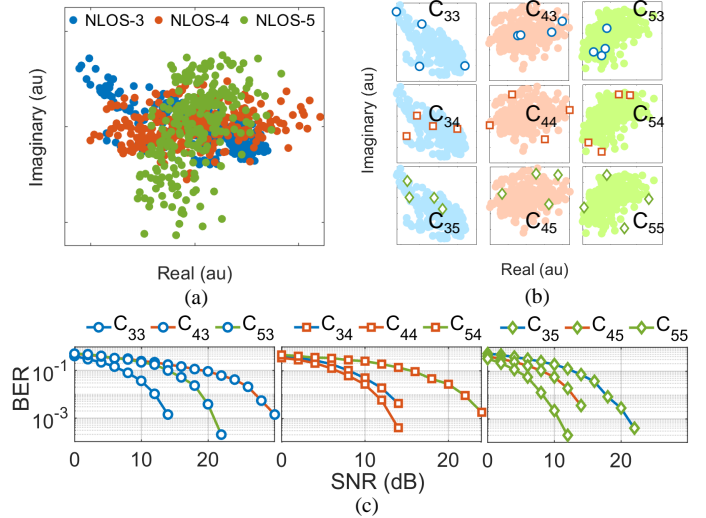 (a)
NLOS-3 NLOS-4 NLOS-5
Imaginary (au)
Real (au)
(a)
(b)
C33 C43 C53
C34 C44 C54
C35 C45 C55
Imaginary (au)
Real (au)
(b)
C33 C43 C53
C34 C44 C54
C35 C45 C55
BER
10-1
10-3
0 20
0 10 20
0 10 20
SNR (dB)
(c)